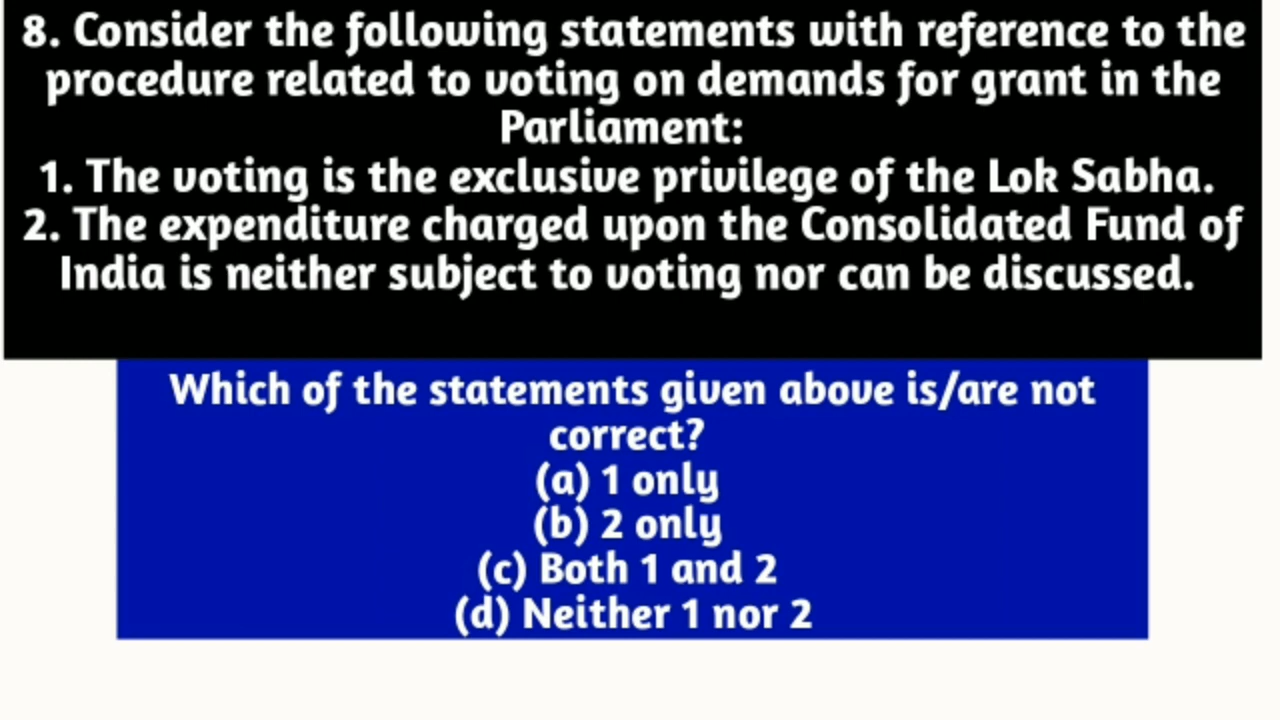 8. Consider the following statements with reference to the
procedure related to voting on demands for grant in the
Parliament:
1. The voting is the exclusive privilege of the Lok Sabha.
2. The expenditure charged upon the Consolidated Fund of
India is neither subject to voting nor can be discussed.
Which of the statements given above is/are not
correct?
(a) 1 only
(b) 2 only
(c) Both 1 and 2
(d) Neither 1 nor 2